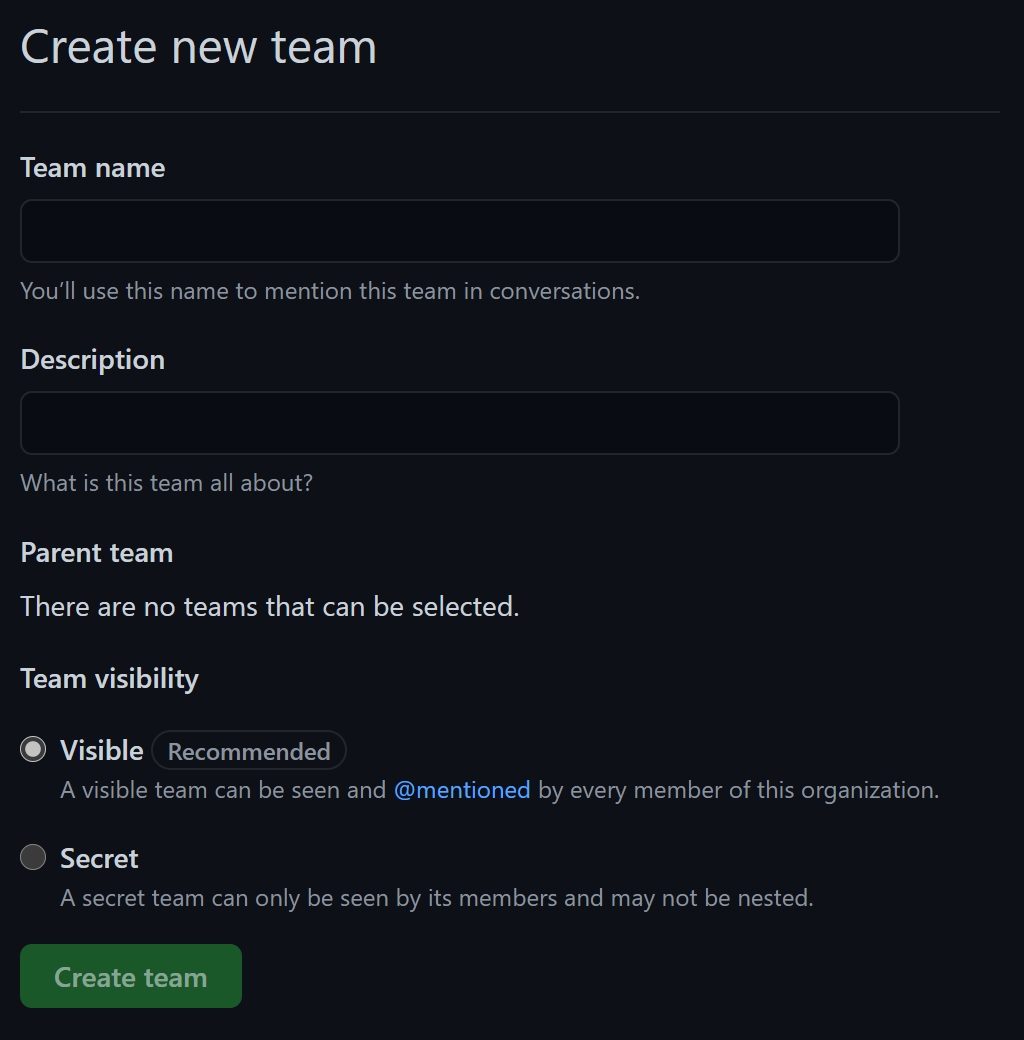 Create new team
Team name
You’ll use this name to mention this team in conversations.
Description
What is this team all about?
Parent team
There are no teams that can be selected.
Team visibility
Visible Recommended
A visible team can be seen and @mentioned by every member of this organization.
Secret
A secret team can only be seen by its members and may not be nested.
Create team